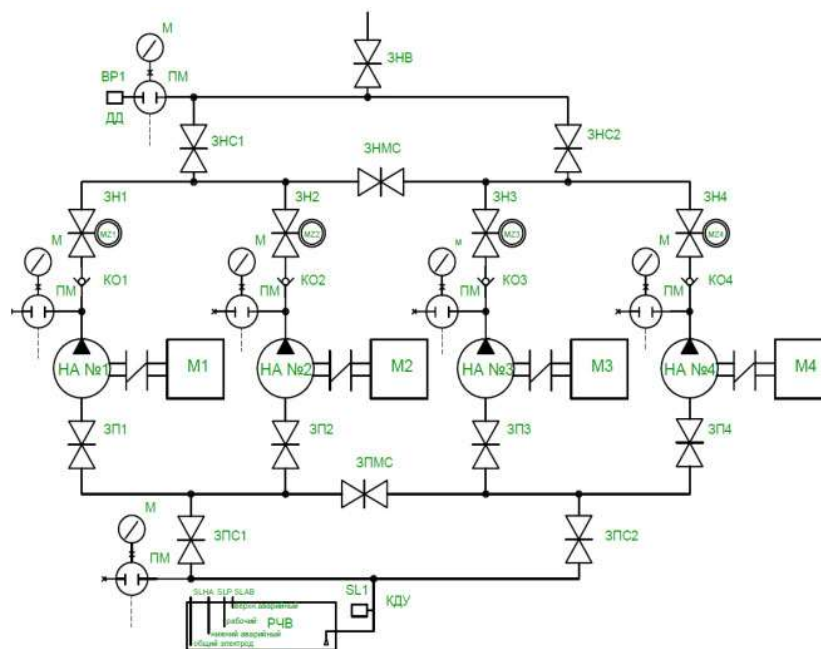 М
ЗНВ
ВР1
ПМ
ДД
ЗНС1
ЗНС2
ЗНМС
ЗН1
ЗН2
ЗН3
ЗН4
MZ1
MZ2
MZ3
MZ4
М
М
м
М
КО1
КО2
КО3
КО4
ПМ
ПМ
ПМ
ПМ
НА №1
М1
НА №2
М2
НА №3
М3
НА №4
М4
ЗП1
ЗП2
ЗП3
ЗП4
ЗПМС
М
ЗПС1
ЗПС2
ПМ
SLHA SLP SLAB
SL1
КДУ
верхн аварийный
рабочий
РЧВ
нижний аварийный
общий электрод